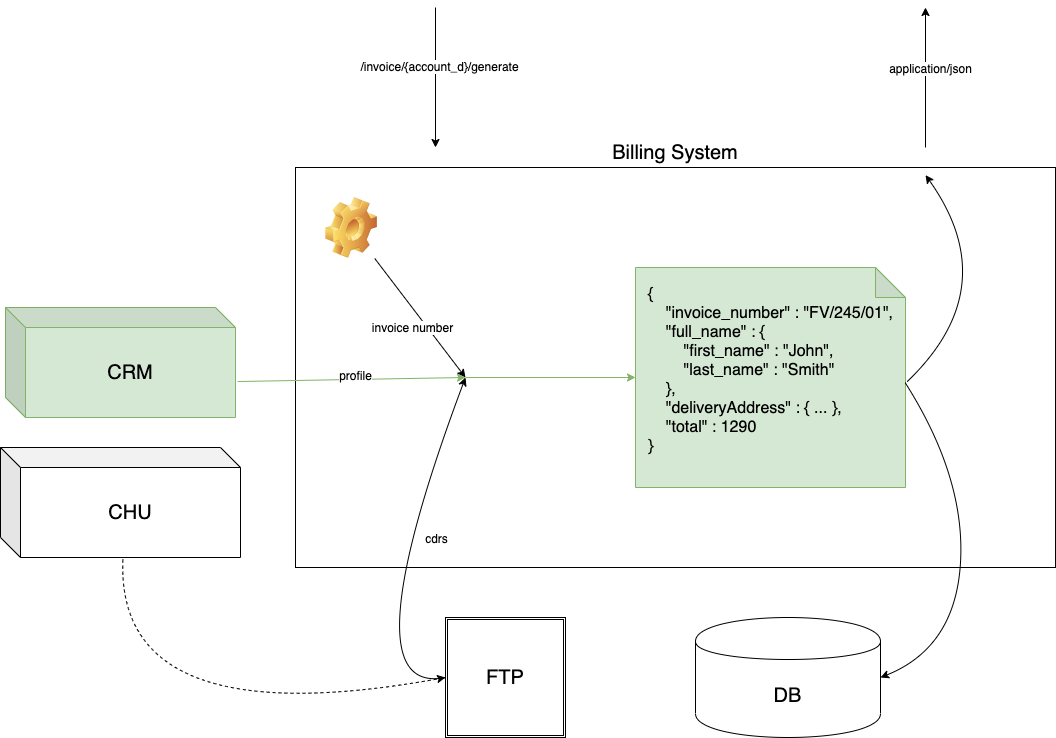 /invoice/{account_d}/generate
application/json
Billing System
invoice number
CRM
profile
{
"invoice_number" : "FV/245/01",
"full_name" : {
"first_name" : "John",
"last_name" : "Smith"
},
"deliveryAddress" : { ... },
"total" : 1290
}
CHU
cdrs
FTP
DB